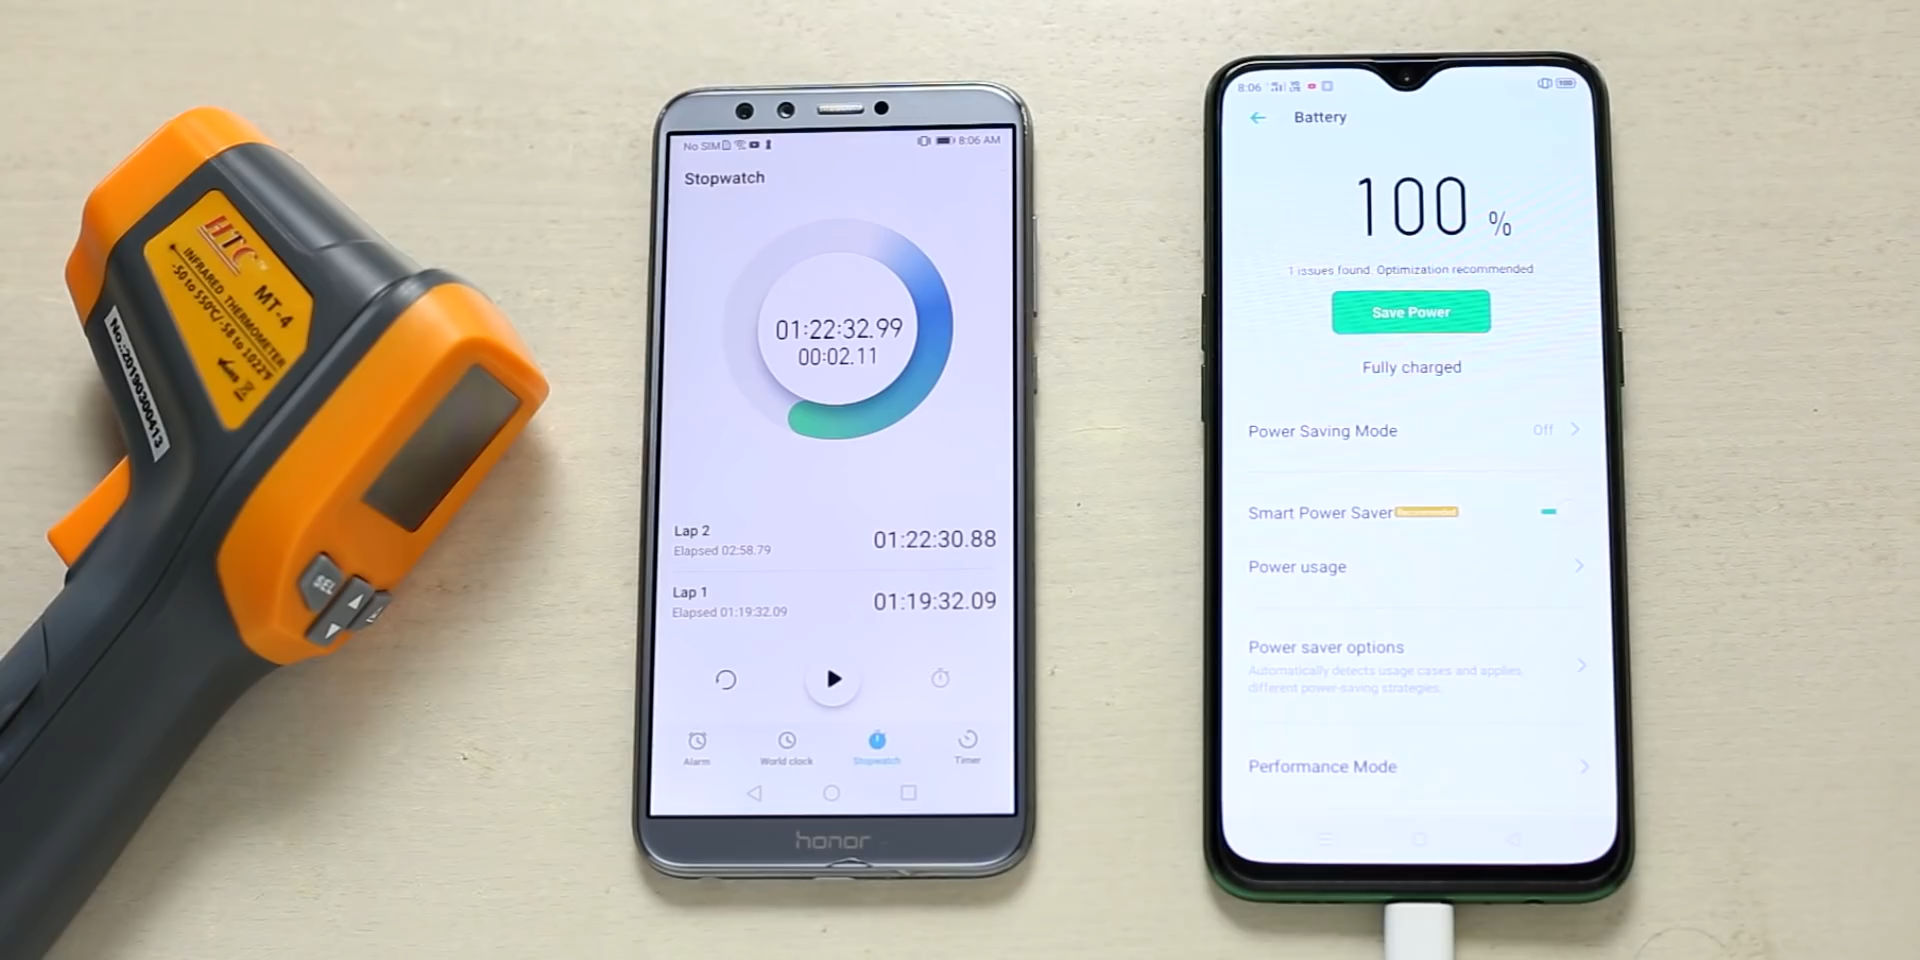 HTC
MT-4
INFRARED THERMOMETER
-50 to 550°C/-58 to 1022°F
No.:20190300413
SEL
No SIM
8:06 AM
Stopwatch
01:22:32.99
00:02.11
Lap 2
01:22:30.88
Elapsed 02:58.79
Lap 1
01:19:32.09
Elapsed 01:19:32.09
Alarm
World clock
Stopwatch
Timer
honor
8:06
100
Battery
100 %
1 issues found. Optimization recommended
Save Power
Fully charged
Power Saving Mode
Off
Smart Power Saver Recommended
Power usage
Power saver options
Automatically detects usage cases and applies
different power-saving strategies.
Performance Mode